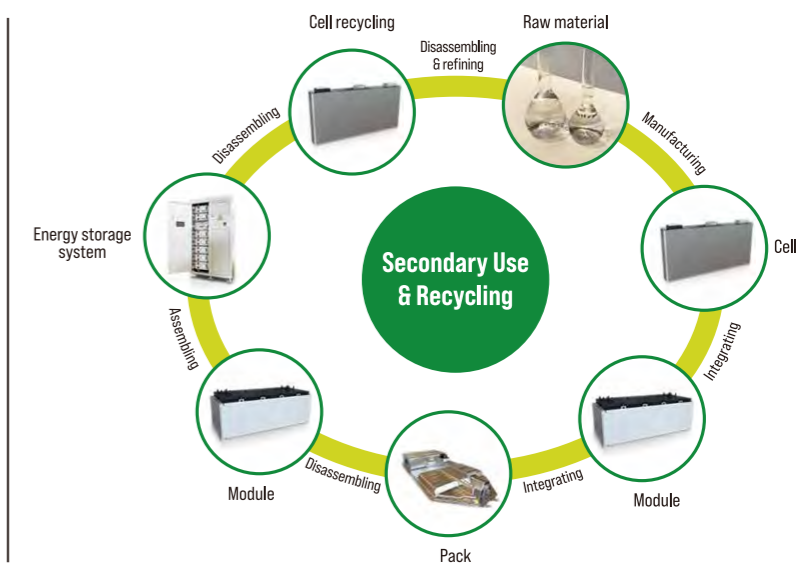 Cell recycling
Disassembling
& refining
Raw material
Manufacturing
Cell
Integrating
Module
Integrating
Pack
Disassembling
Module
Assembling
Energy storage
system
Disassembling
Secondary Use
& Recycling